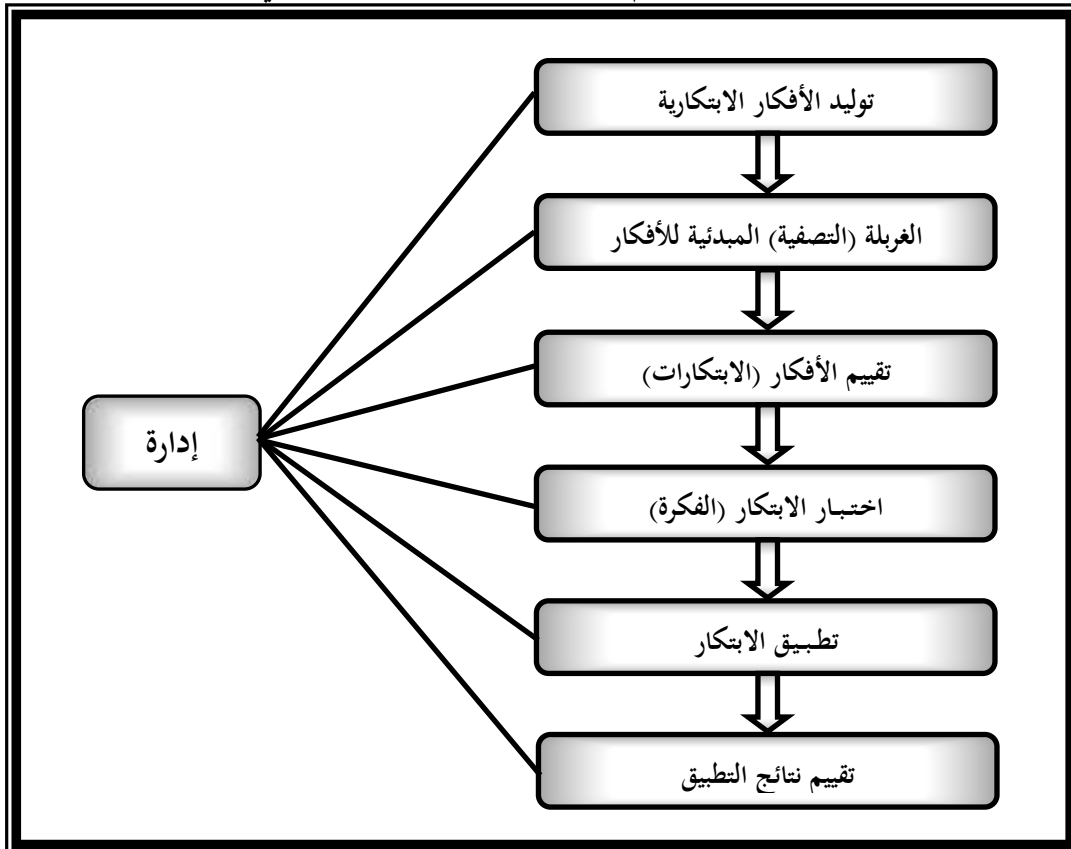 توليد الأفكار الابتكارية
الغربلة (التصفية) المبدئية للأفكار
تقييم الأفكار (الابتكارات)
إدارة
اختبار الابتكار (الفكرة)
تطبيق الابتكار
تقييم نتائج التطبيق